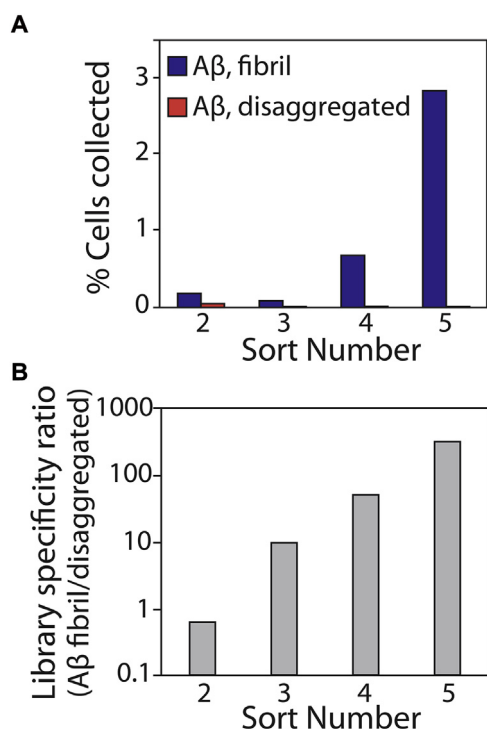 A
% Cells collected
3
2
1
0
Aβ, fibril
Aβ, disaggregated
2 3 4 5
Sort Number
B
Library specificity ratio
(Aβ fibril/disaggregated)
1000
100
10
1
0.1
2 3 4 5
Sort Number